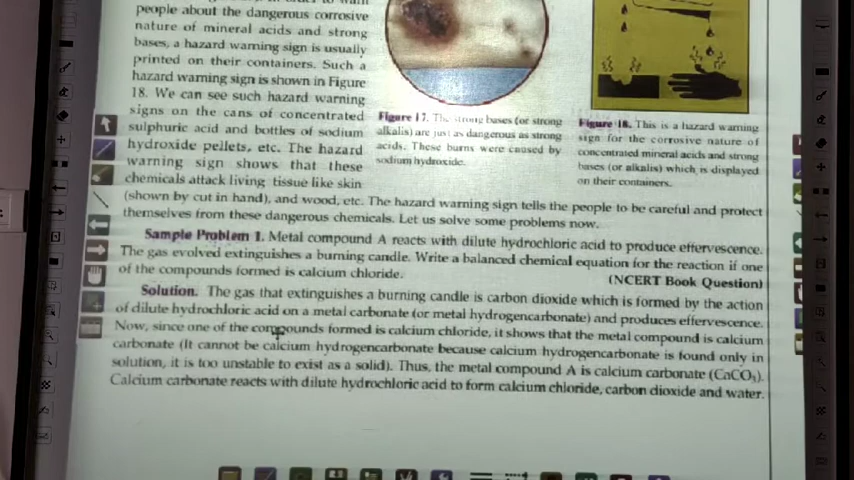 people about the dangerous corrosive
nature of mineral acids and strong
bases, a hazard warning sign is usually
printed on their containers. Such a
hazard warning sign is shown in Figure
18. We can see such hazard warning
signs on the cans of concentrated
sulphuric acid and bottles of sodium
hydroxide pellets, etc. The hazard
warning sign shows that these
chemicals attack living tissue like skin
Figure 17. The strong bases (or strong
alkalis) are just as dangerous as strong
acids. These burns were caused by
sodium hydroxide.
Figure 18. This is a hazard warning
sign for the corrosive nature of
concentrated mineral acids and strong
bases (or alkalis) which is displayed
on their containers.
(shown by cut in hand), and wood, etc. The hazard warning sign tells the people to be careful and protect
themselves from these dangerous chemicals. Let us solve some problems now.
Sample Problem 1. Metal compound A reacts with dilute hydrochloric acid to produce effervescence.
The gas evolved extinguishes a burning candle. Write a balanced chemical equation for the reaction if one
of the compounds formed is calcium chloride. (NCERT Book Question)
Solution. The gas that extinguishes a burning candle is carbon dioxide which is formed by the action
of dilute hydrochloric acid on a metal carbonate (or metal hydrogencarbonate) and produces effervescence.
Now, since one of the compounds formed is calcium chloride, it shows that the metal compound is calcium
carbonate (It cannot be calcium hydrogencarbonate because calcium hydrogencarbonate is found only in
solution, it is too unstable to exist as a solid). Thus, the metal compound A is calcium carbonate (CaCO₃).
Calcium carbonate reacts with dilute hydrochloric acid to form calcium chloride, carbon dioxide and water.